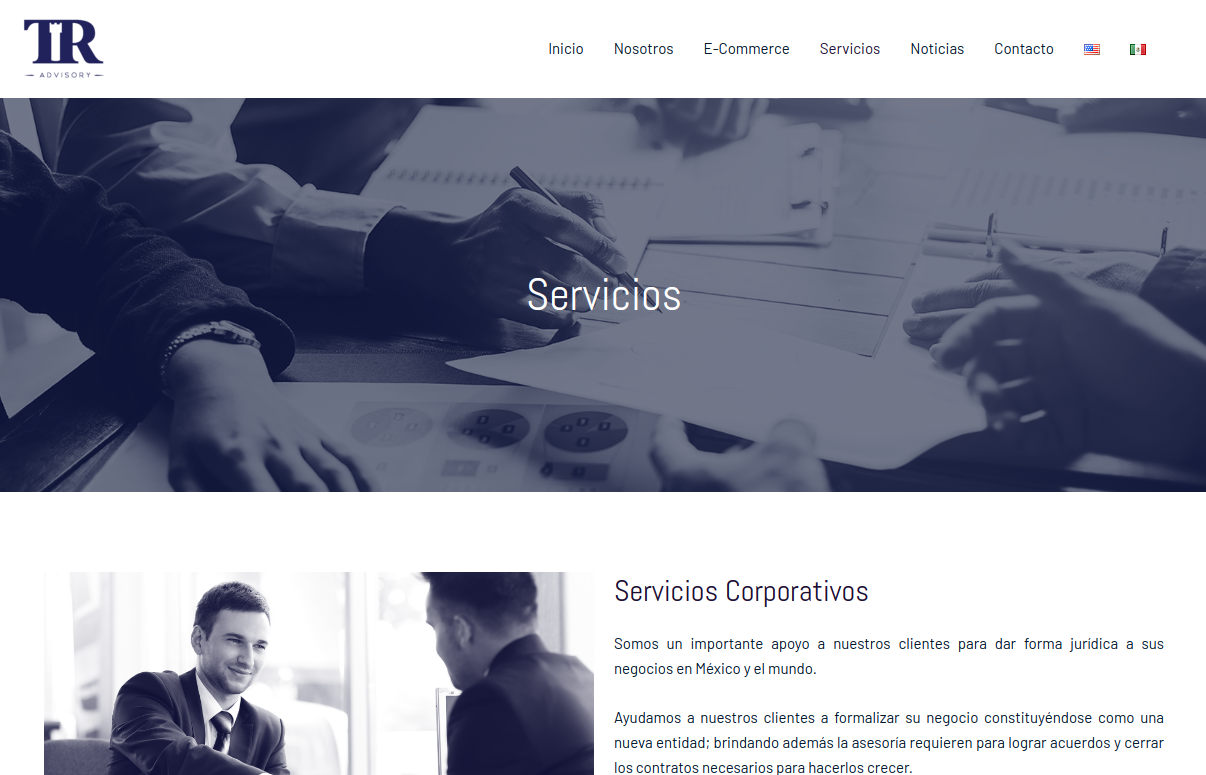 TR
ADVISORY
Inicio Nosotros E-Commerce Servicios Noticias Contacto
Servicios
Servicios Corporativos
Somos un importante apoyo a nuestros clientes para dar forma jurídica a sus
negocios en México y el mundo.
Ayudamos a nuestros clientes a formalizar su negocio constituyéndose como una
nueva entidad; brindando además la asesoría requieren para lograr acuerdos y cerrar
los contratos necesarios para hacerlos crecer.